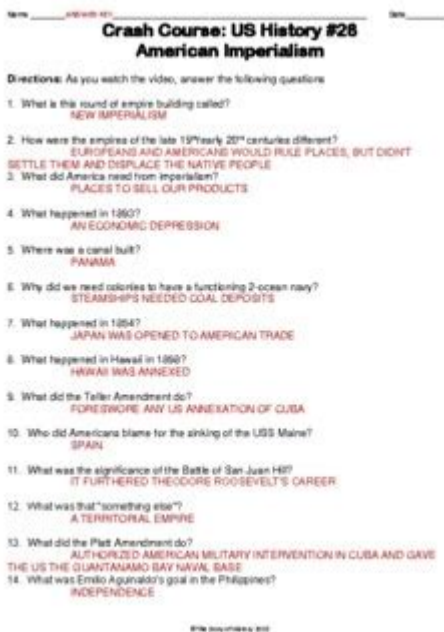 Name ANSWER KEY Date
Crash Course: US History #28
American Imperialism
Directions: As you watch the video, answer the following questions
1. What is this round of empire building called?
NEW IMPERIALISM
2. How were the empires of the late 19th/early 20th centuries different?
EUROPEANS AND AMERICANS WOULD RULE PLACES, BUT DIDN'T
SETTLE THEM AND DISPLACE THE NATIVE PEOPLE
3. What did America need from imperialism?
PLACES TO SELL OUR PRODUCTS
4. What happened in 1893?
AN ECONOMIC DEPRESSION
5. Where was a canal built?
PANAMA
6. Why did we need colonies to have a functioning 2-ocean navy?
STEAMSHIPS NEEDED COAL DEPOSITS
7. What happened in 1854?
JAPAN WAS OPENED TO AMERICAN TRADE
8. What happened in Hawaii in 1898?
HAWAII WAS ANNEXED
9. What did the Teller Amendment do?
FORESWORE ANY US ANNEXATION OF CUBA
10. Who did Americans blame for the sinking of the USS Maine?
SPAIN
11. What was the significance of the Battle of San Juan Hill?
IT FURTHERED THEODORE ROOSEVELT'S CAREER
12. What was that "something else"?
A TERRITORIAL EMPIRE
13. What did the Platt Amendment do?
AUTHORIZED AMERICAN MILITARY INTERVENTION IN CUBA AND GAVE
THE US THE GUANTANAMO BAY NAVAL BASE
14. What was Emilio Aguinaldo's goal in the Philippines?
INDEPENDENCE